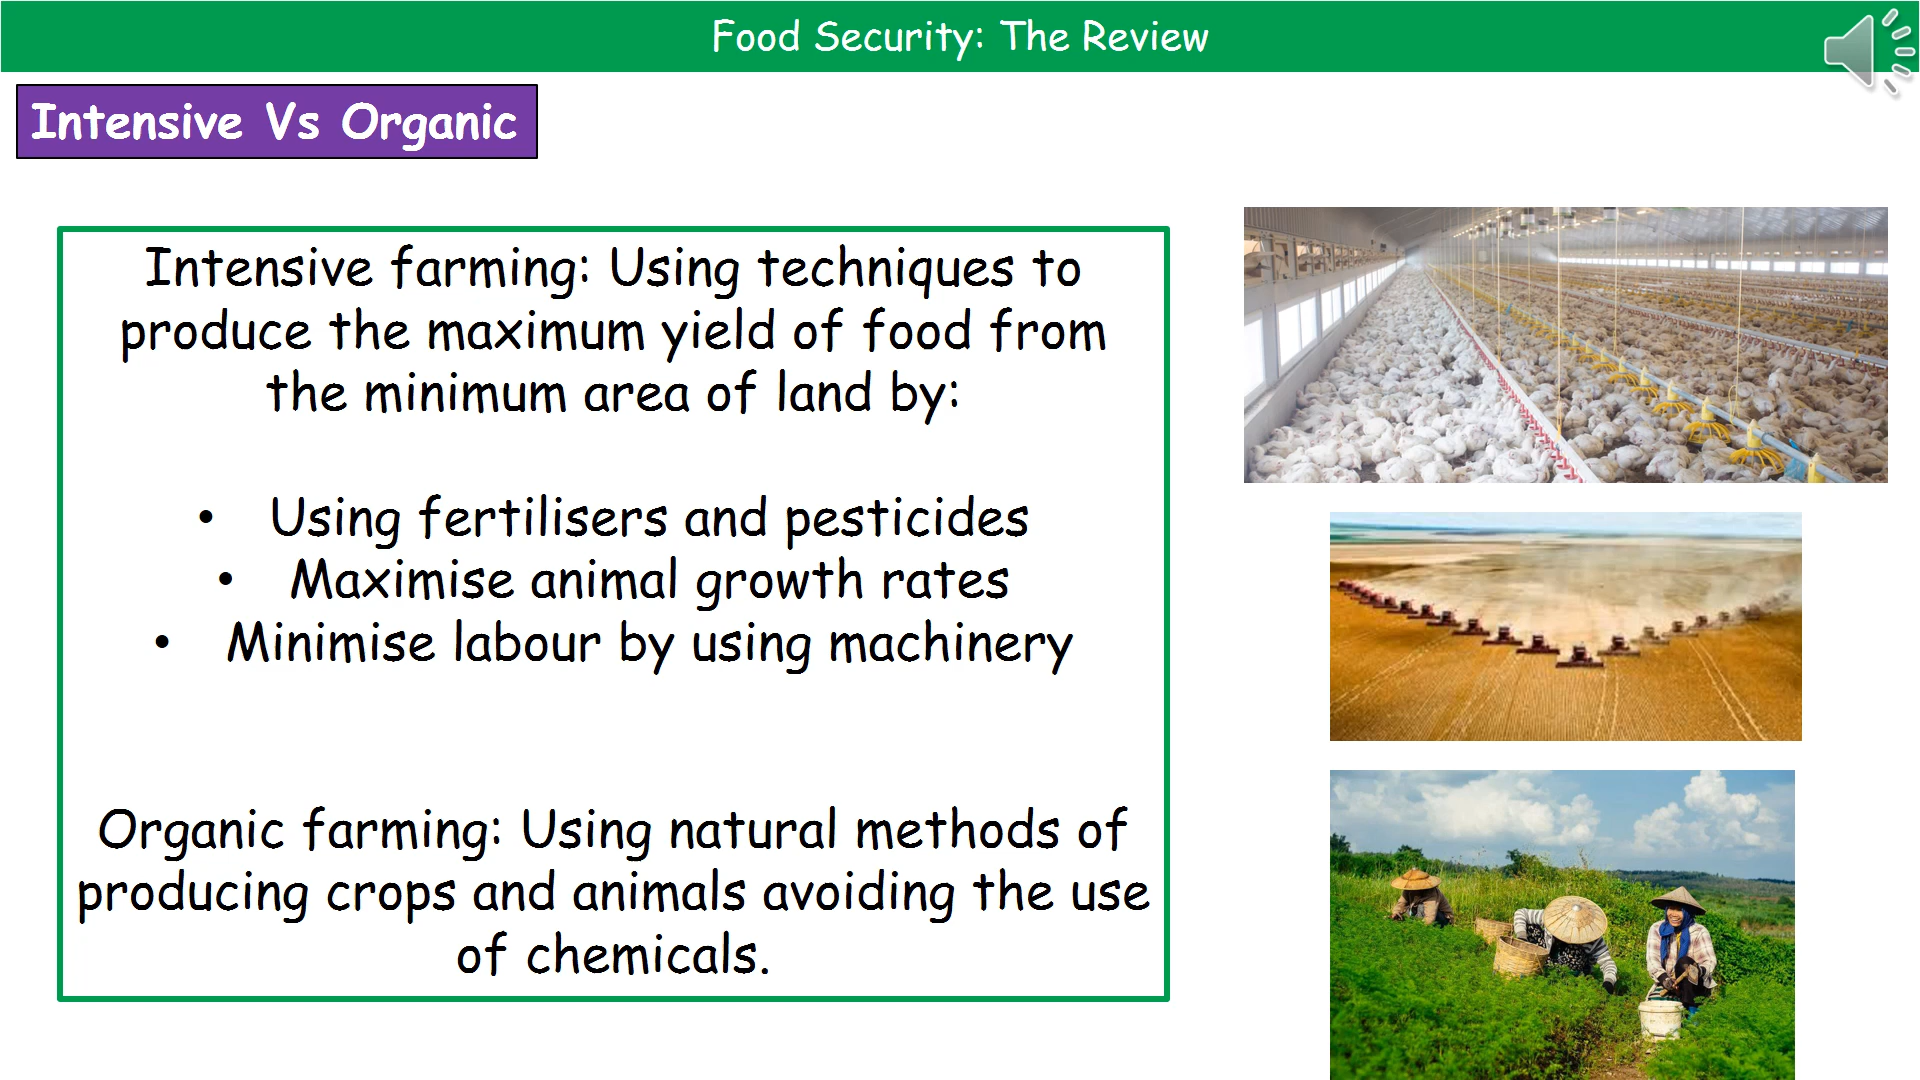 Food Security: The Review
Intensive Vs Organic
Intensive farming: Using techniques to
produce the maximum yield of food from
the minimum area of land by:
• Using fertilisers and pesticides
• Maximise animal growth rates
• Minimise labour by using machinery
Organic farming: Using natural methods of
producing crops and animals avoiding the use
of chemicals.